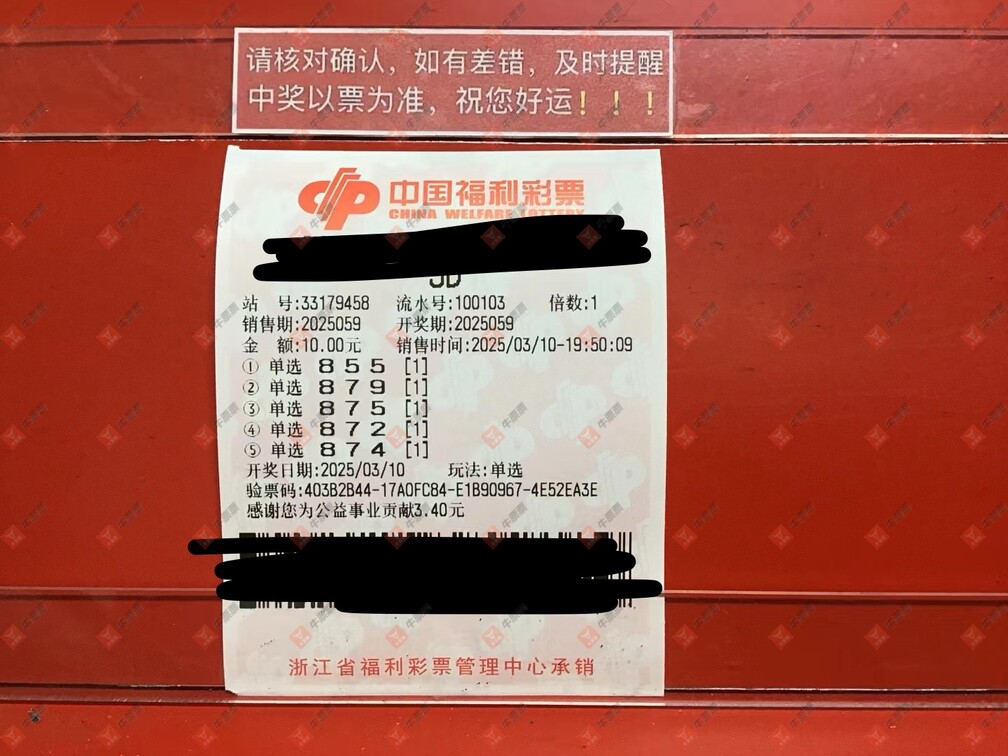 请核对确认，如有差错，及时提醒
中奖以票为准，祝您好运！！！
中国福利彩票
CHINA WELFARE LOTTERY
3D
站 号:33179458 流水号:100103 倍数:1
销售期:2025059 开奖期:2025059
金 额:10.00元 销售时间:2025/03/10-19:50:09
① 单选 8 5 5 [1]
② 单选 8 7 9 [1]
③ 单选 8 7 5 [1]
④ 单选 8 7 2 [1]
⑤ 单选 8 7 4 [1]
开奖日期:2025/03/10 玩法:单选
验票码:403B2B44-17A0FC84-E1B90967-4E52EA3E
感谢您为公益事业贡献3.40元
浙江省福利彩票管理中心承销